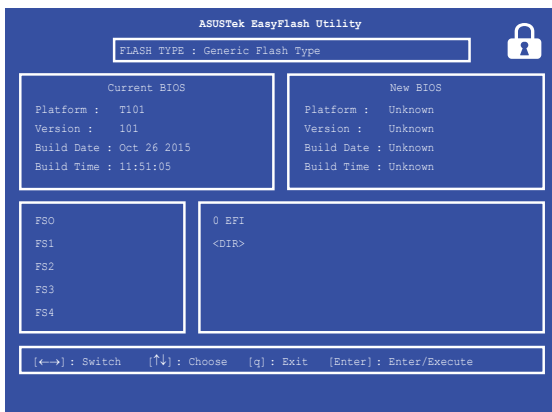 ASUSTek EasyFlash Utility
FLASH TYPE : Generic Flash Type
Current BIOS
Platform : T101
Version : 101
Build Date : Oct 26 2015
Build Time : 11:51:05
New BIOS
Platform : Unknown
Version : Unknown
Build Date : Unknown
Build Time : Unknown
FSO
FS1
FS2
FS3
FS4
0 EFI
<DIR>
[←→] : Switch [↑↓] : Choose [q] : Exit [Enter] : Enter/Execute